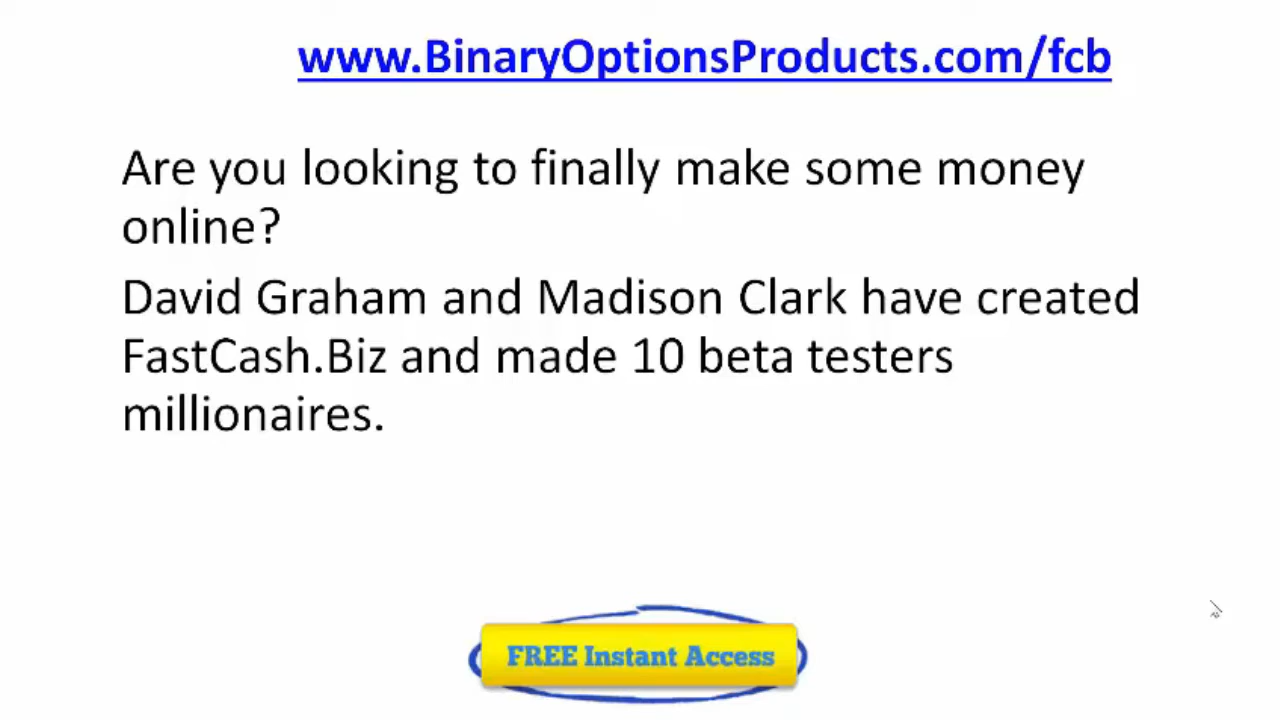 www.BinaryOptionsProducts.com/fcb
Are you looking to finally make some money
online?
David Graham and Madison Clark have created
FastCash.Biz and made 10 beta testers
millionaires.
FREE Instant Access